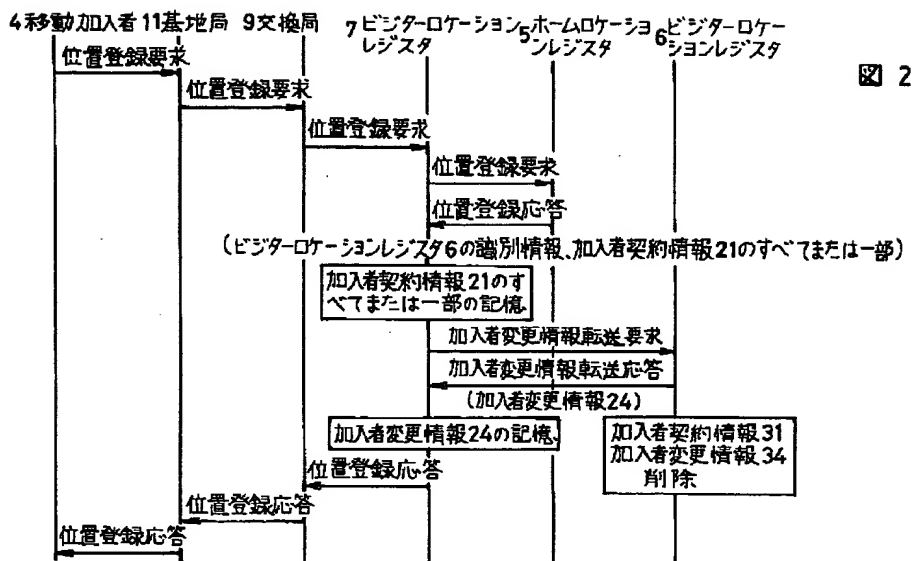 4移動加入者 11基地局 9交換局 7ビジターロケーションレジスタ 5ホームロケーションレジスタ 6ビジターロケーションレジスタ
図 2
位置登録要求
位置登録要求
位置登録要求
位置登録要求
位置登録応答
(ビジターロケーションレジスタ6の識別情報、加入者契約情報21のすべてまたは一部)
加入者契約情報21のす
べてまたは一部の記憶
加入者変更情報転送要求
加入者変更情報転送応答
(加入者変更情報24)
加入者変更情報24の記憶
加入者契約情報31
加入者変更情報34
削除
位置登録応答
位置登録応答
位置登録応答